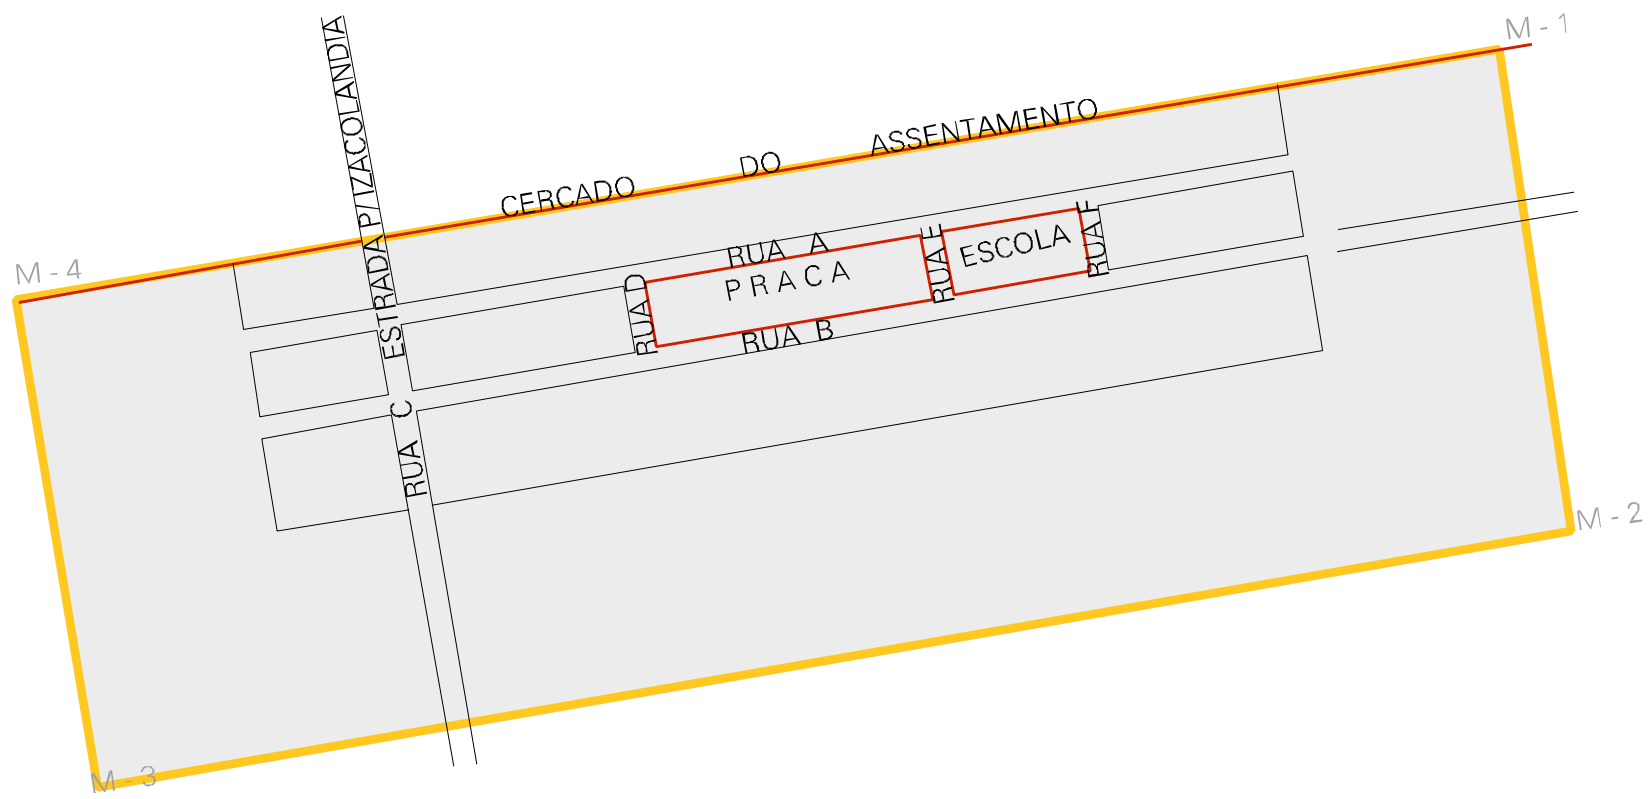 M - 1
ESTRADA P/ IZACOLANDIA
CERCADO DO ASSENTAMENTO
M - 4
RUA A
PRACA
ESCOLA
RUA D
RUA E
RUA F
RUA B
RUA C
M - 2
M - 3